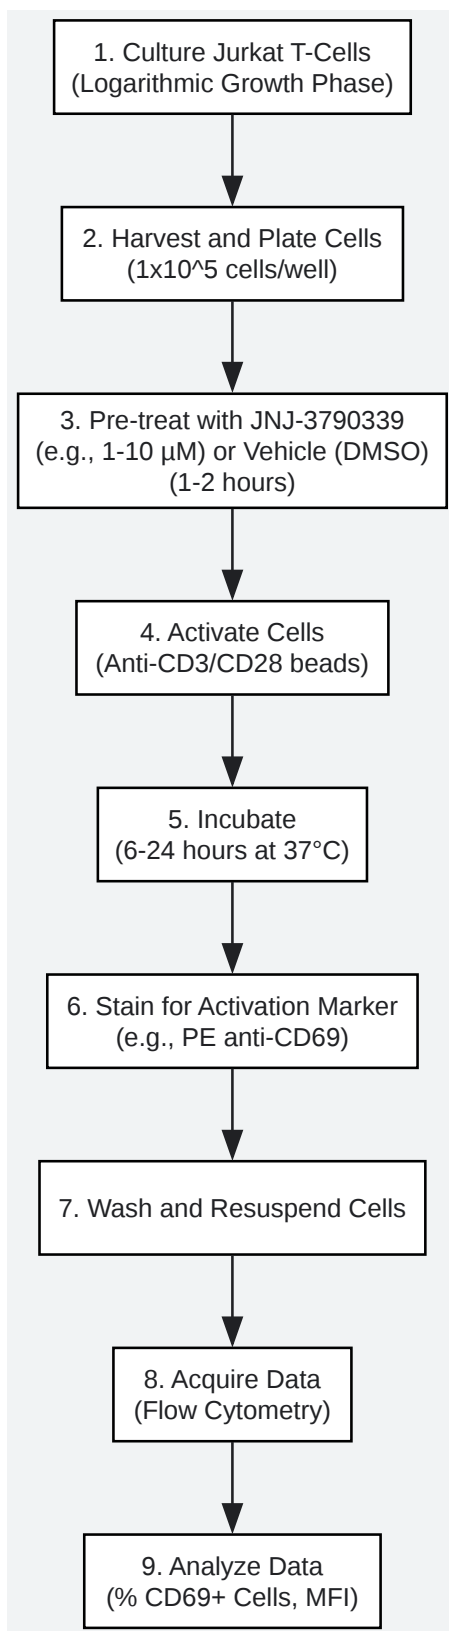 1. Culture Jurkat T-Cells
(Logarithmic Growth Phase)
2. Harvest and Plate Cells
(1x10^5 cells/well)
3. Pre-treat with JNJ-3790339
(e.g., 1-10 µM) or Vehicle (DMSO)
(1-2 hours)
4. Activate Cells
(Anti-CD3/CD28 beads)
5. Incubate
(6-24 hours at 37°C)
6. Stain for Activation Marker
(e.g., PE anti-CD69)
7. Wash and Resuspend Cells
8. Acquire Data
(Flow Cytometry)
9. Analyze Data
(% CD69+ Cells, MFI)